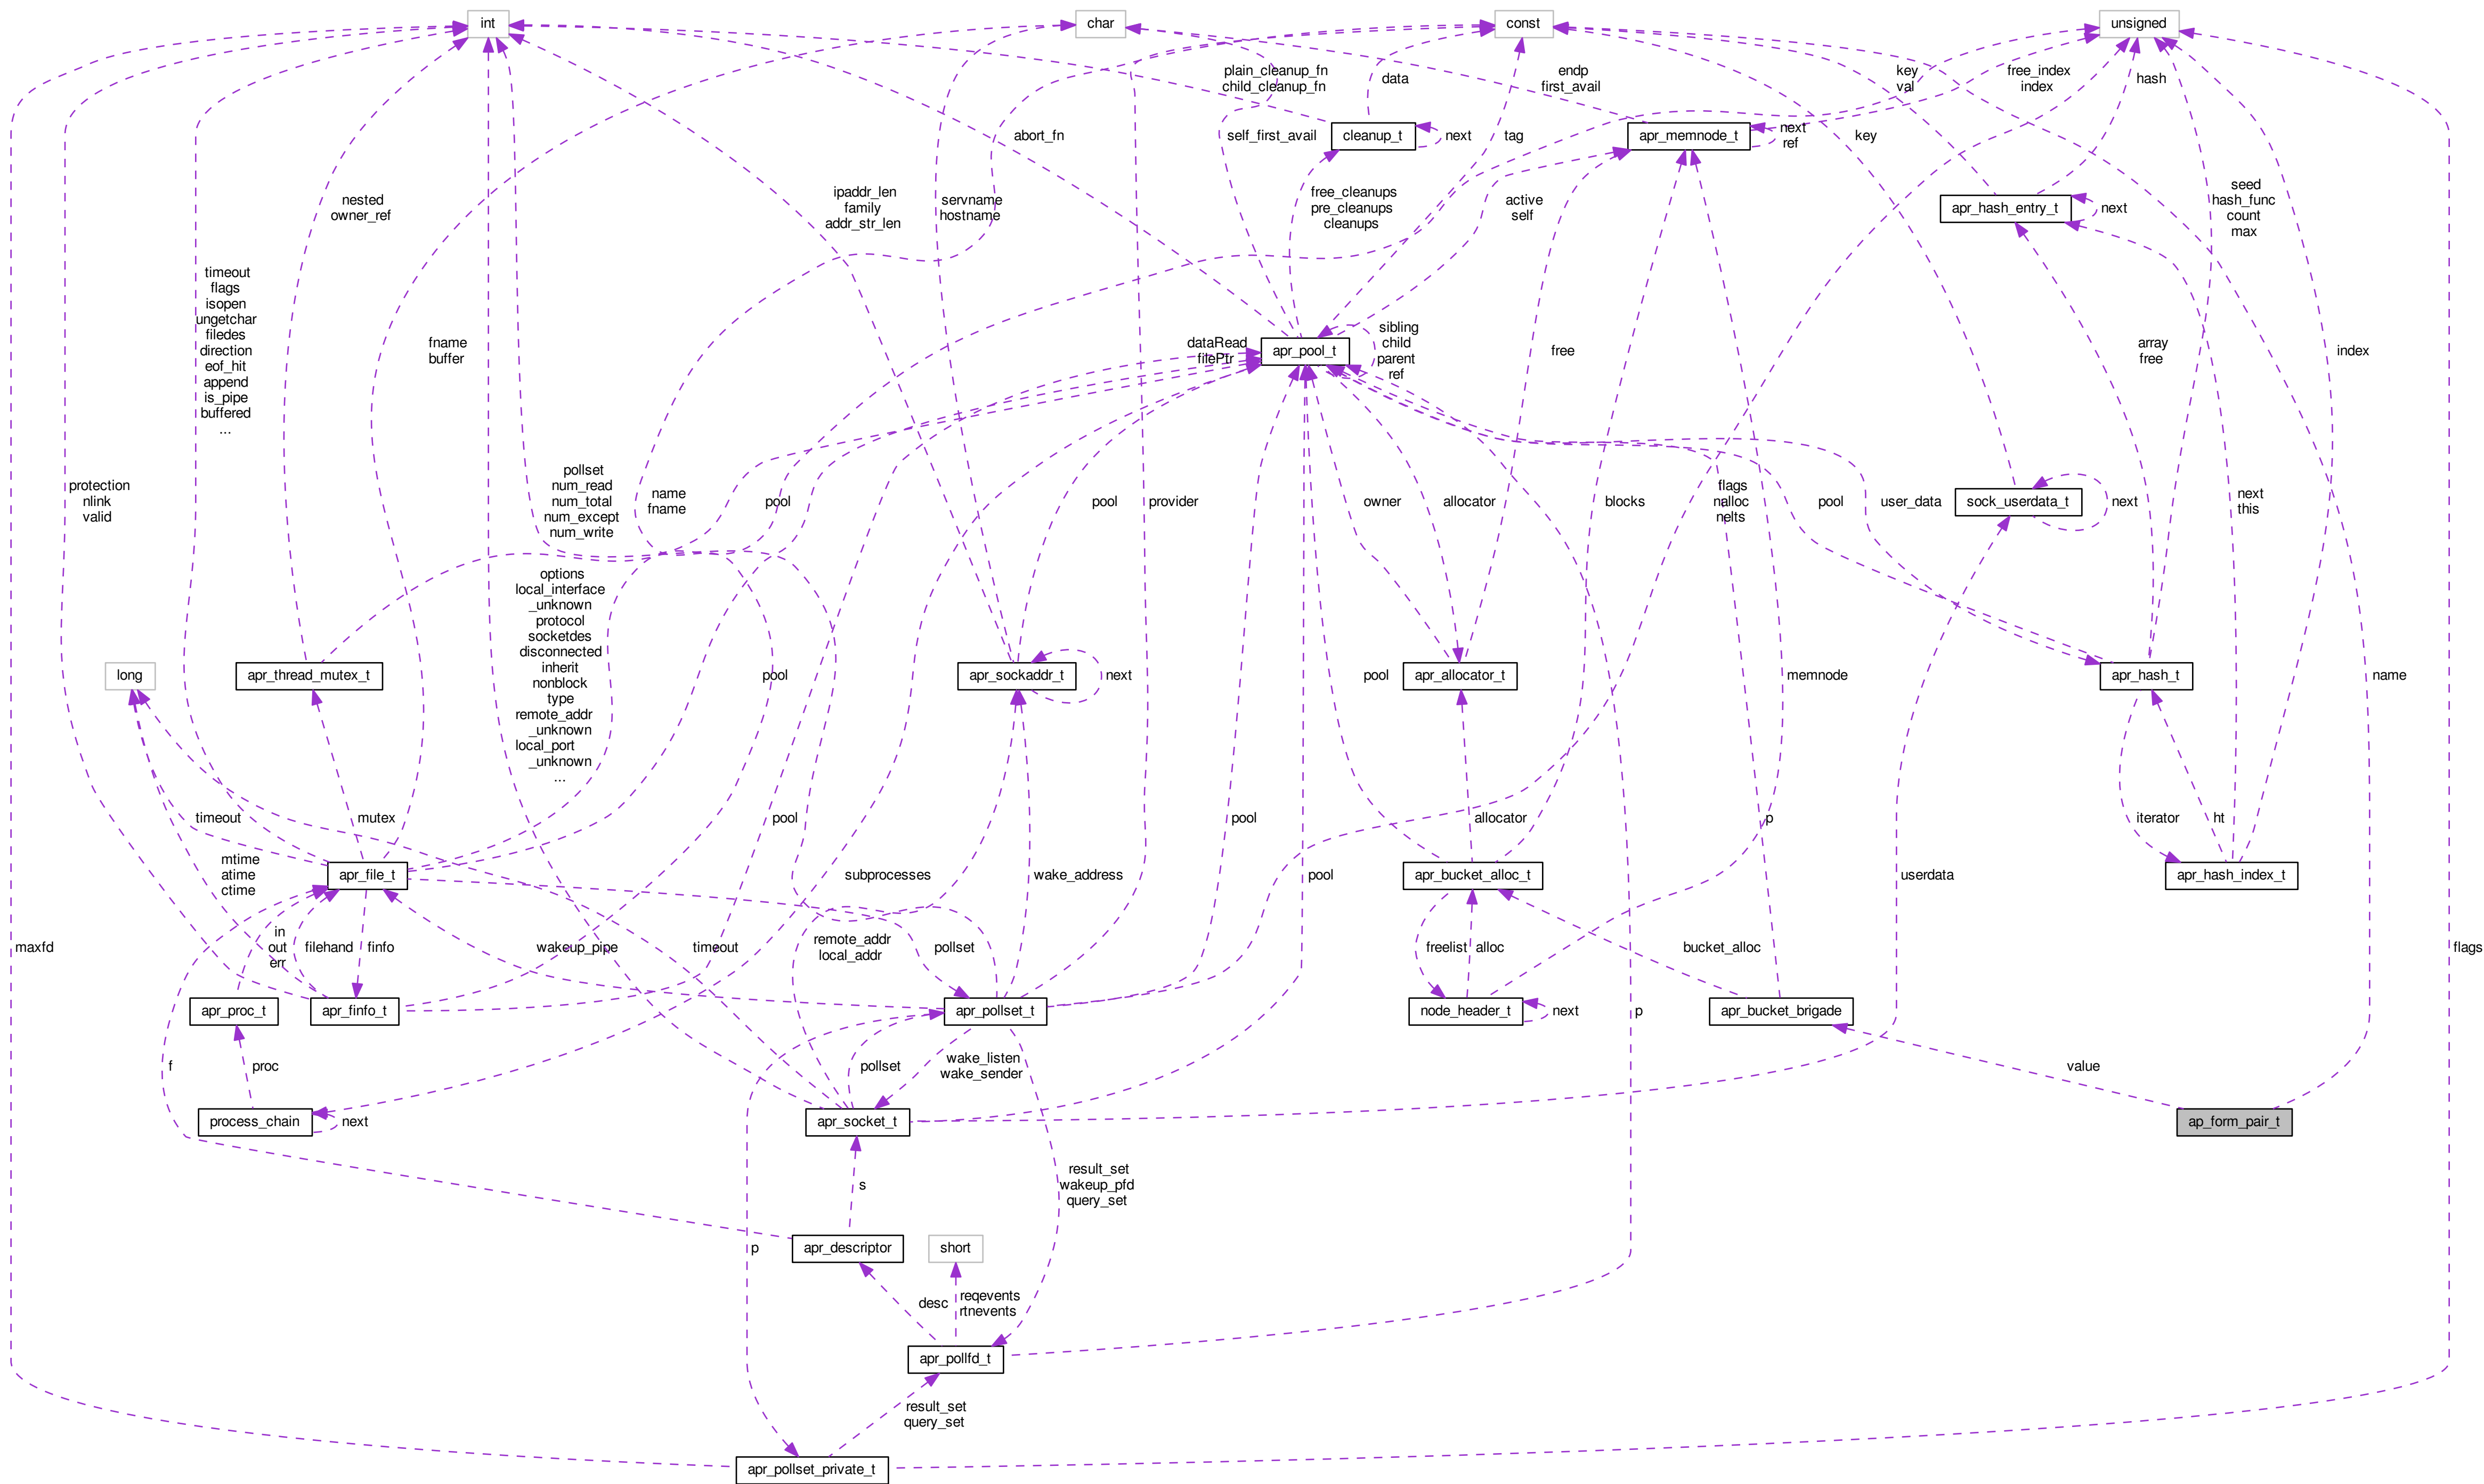 int
char
const
unsigned
plain_cleanup_fn
child_cleanup_fn
data
endp
first_avail
key
val
free_index
index
hash
abort_fn
self_first_avail
cleanup_t
next
tag
apr_memnode_t
next
ref
key
nested
owner_ref
ipaddr_len
family
addr_str_len
servname
hostname
free_cleanups
pre_cleanups
cleanups
active
self
apr_hash_entry_t
next
seed
hash_func
count
max
timeout
flags
isopen
ungetchar
filedes
direction
eof_hit
append
is_pipe
buffered
...
fname
buffer
dataRead
filePtr
apr_pool_t
sibling
child
parent
ref
free
array
free
index
protection
nlink
valid
pollset
num_read
num_total
num_except
num_write
name
fname
pool
pool
provider
owner
allocator
blocks
flags
nalloc
nelts
pool
user_data
sock_userdata_t
next
next
this
options
local_interface
_unknown
protocol
socketdes
disconnected
inherit
nonblock
type
remote_addr
_unknown
local_port
_unknown
...
long
apr_thread_mutex_t
pool
apr_sockaddr_t
next
pool
apr_allocator_t
memnode
apr_hash_t
name
timeout
mutex
pool
pool
allocator
p
iterator
ht
mtime
atime
ctime
apr_file_t
subprocesses
wake_address
pool
apr_bucket_alloc_t
userdata
apr_hash_index_t
maxfd
in
out
err
filehand
finfo
wakeup_pipe
timeout
remote_addr
local_addr
pollset
freelist
alloc
bucket_alloc
flags
apr_proc_t
apr_finfo_t
apr_pollset_t
node_header_t
next
apr_bucket_brigade
f
proc
pollset
wake_listen
wake_sender
p
value
process_chain
next
apr_socket_t
ap_form_pair_t
s
result_set
wakeup_pfd
query_set
p
apr_descriptor
short
desc
reqevents
rtnevents
apr_pollfd_t
result_set
query_set
apr_pollset_private_t